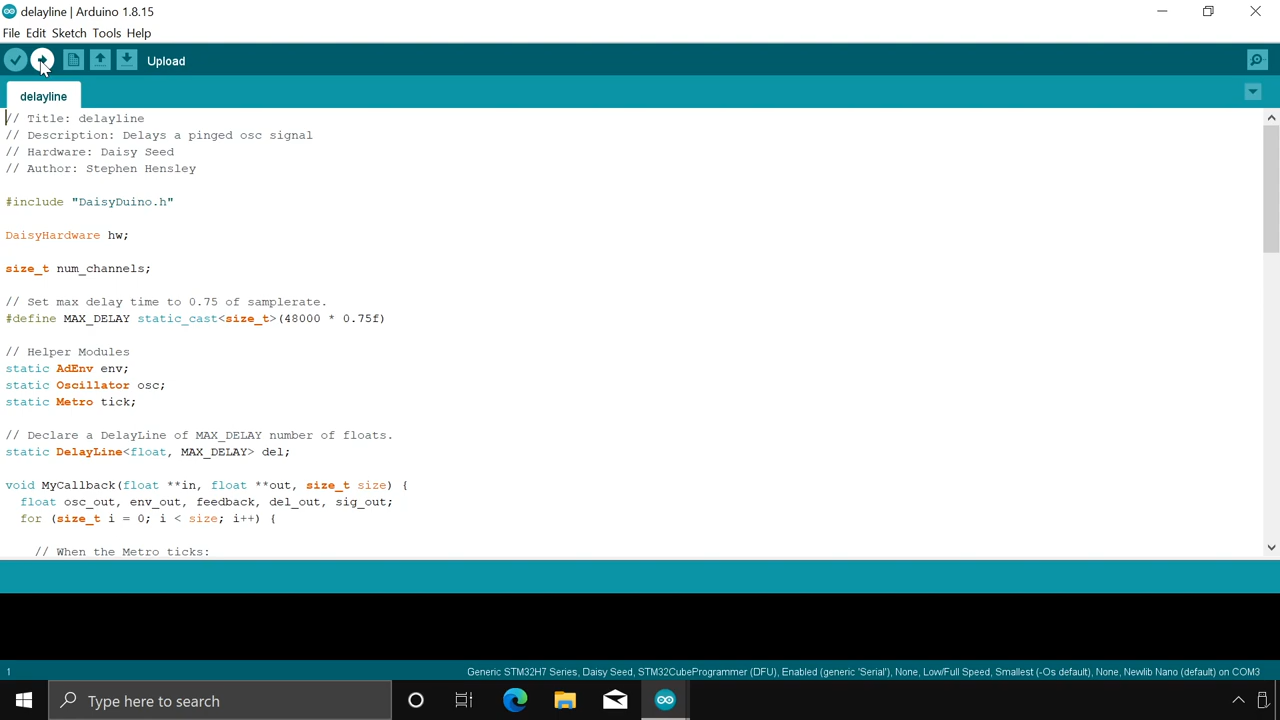 delayline | Arduino 1.8.15
File Edit Sketch Tools Help
Upload
delayline
// Title: delayline
// Description: Delays a pinged osc signal
// Hardware: Daisy Seed
// Author: Stephen Hensley
#include "DaisyDuino.h"
DaisyHardware hw;
size_t num_channels;
// Set max delay time to 0.75 of samplerate.
#define MAX_DELAY static_cast<size_t>(48000 * 0.75f)
// Helper Modules
static AdEnv env;
static Oscillator osc;
static Metro tick;
// Declare a DelayLine of MAX_DELAY number of floats.
static DelayLine<float, MAX_DELAY> del;
void MyCallback(float **in, float **out, size_t size) {
float osc_out, env_out, feedback, del_out, sig_out;
for (size_t i = 0; i < size; i++) {
// When the Metro ticks:
1
Generic STM32H7 Series, Daisy Seed, STM32CubeProgrammer (DFU), Enabled (generic 'Serial'), None, Low/Full Speed, Smallest (-Os default), None, Newlib Nano (default) on COM3
Type here to search